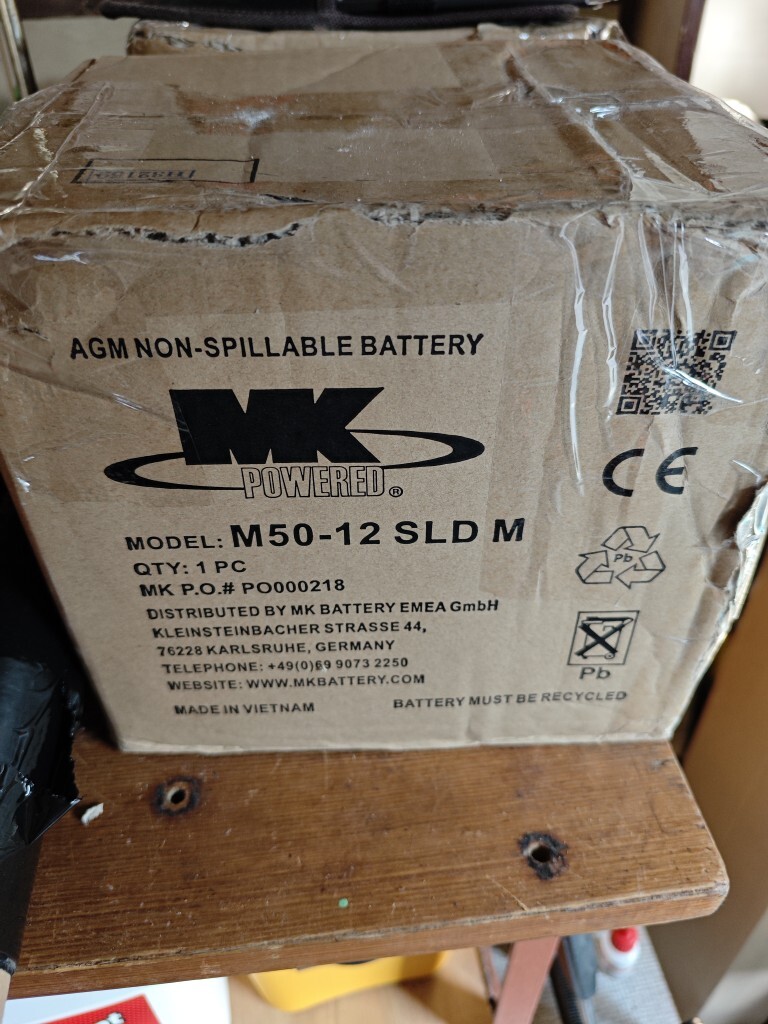 AGM NON-SPILLABLE BATTERY
MK
POWERED®
MODEL: M50-12 SLD M
QTY: 1 PC
MK P.O.# PO000218
DISTRIBUTED BY MK BATTERY EMEA GmbH
KLEINSTEINBACHER STRASSE 44,
76228 KARLSRUHE, GERMANY
TELEPHONE: +49(0)69 9073 2250
WEBSITE: WWW.MKBATTERY.COM
MADE IN VIETNAM
BATTERY MUST BE RECYCLED
CE
Pb
Pb